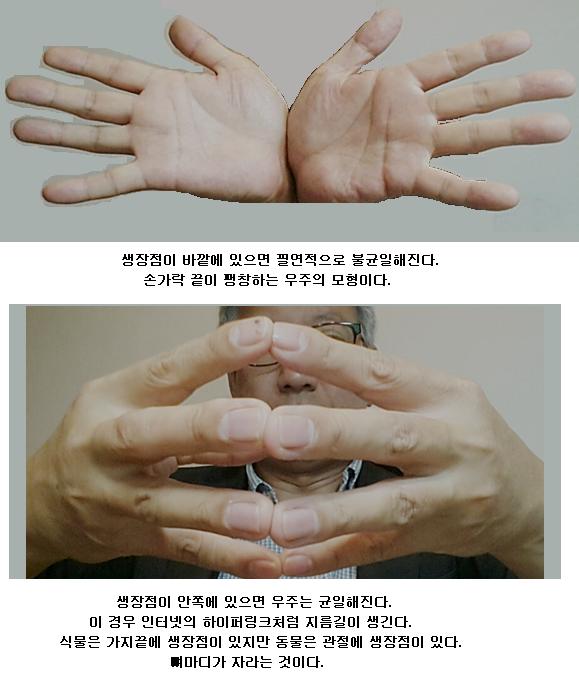 생장점이 바깥에 있으면 필연적으로 불균일해진다.
손가락 끝이 팽창하는 우주의 모형이다.
생장점이 안쪽에 있으면 우주는 균일해진다.
이 경우 인터넷의 하이퍼링크처럼 지름길이 생긴다.
식물은 가지끝에 생장점이 있지만 동물은 관절에 생장점이 있다.
뼈마디가 자라는 것이다.